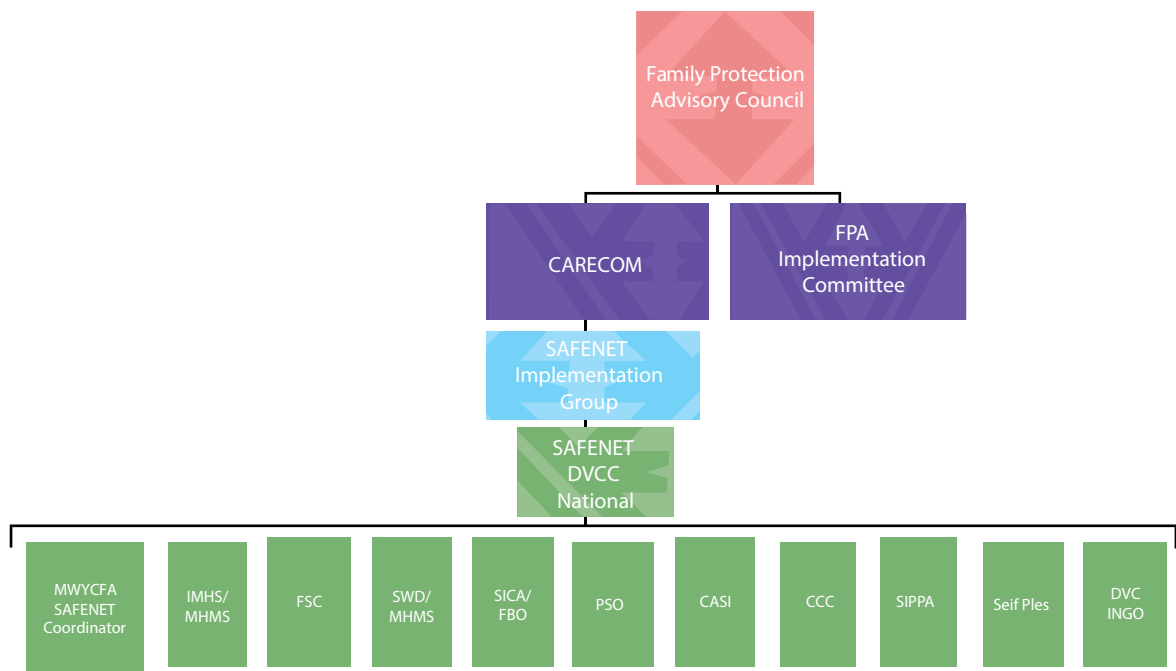 Family Protection
Advisory Council
CARECOM
FPA
Implementation
Committee
SAFENET
Implementation
Group
SAFENET
DVCC
National
MWYCFA
SAFENET
Coordinator
IMHS/
MHMS
FSC
SWD/
MHMS
SICA/
FBO
PSO
CASI
CCC
SIPPA
Seif Ples
DVC
INGO